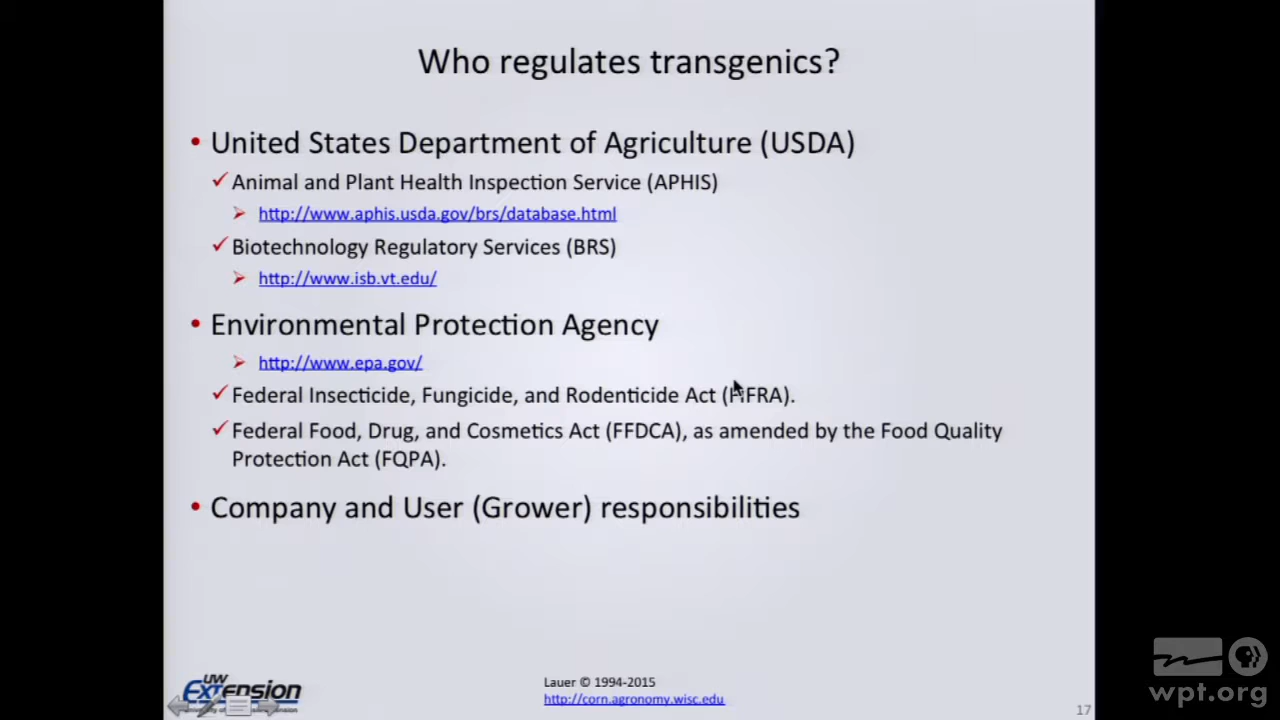 Who regulates transgenics?
• United States Department of Agriculture (USDA)
✓ Animal and Plant Health Inspection Service (APHIS)
➢ http://www.aphis.usda.gov/brs/database.html
✓ Biotechnology Regulatory Services (BRS)
➢ http://www.isb.vt.edu/
• Environmental Protection Agency
➢ http://www.epa.gov/
✓ Federal Insecticide, Fungicide, and Rodenticide Act (FIFRA).
✓ Federal Food, Drug, and Cosmetics Act (FFDCA), as amended by the Food Quality
Protection Act (FQPA).
• Company and User (Grower) responsibilities
UW
Extension
Lauer © 1994-2015
http://corn.agronomy.wisc.edu
17
wpt.org